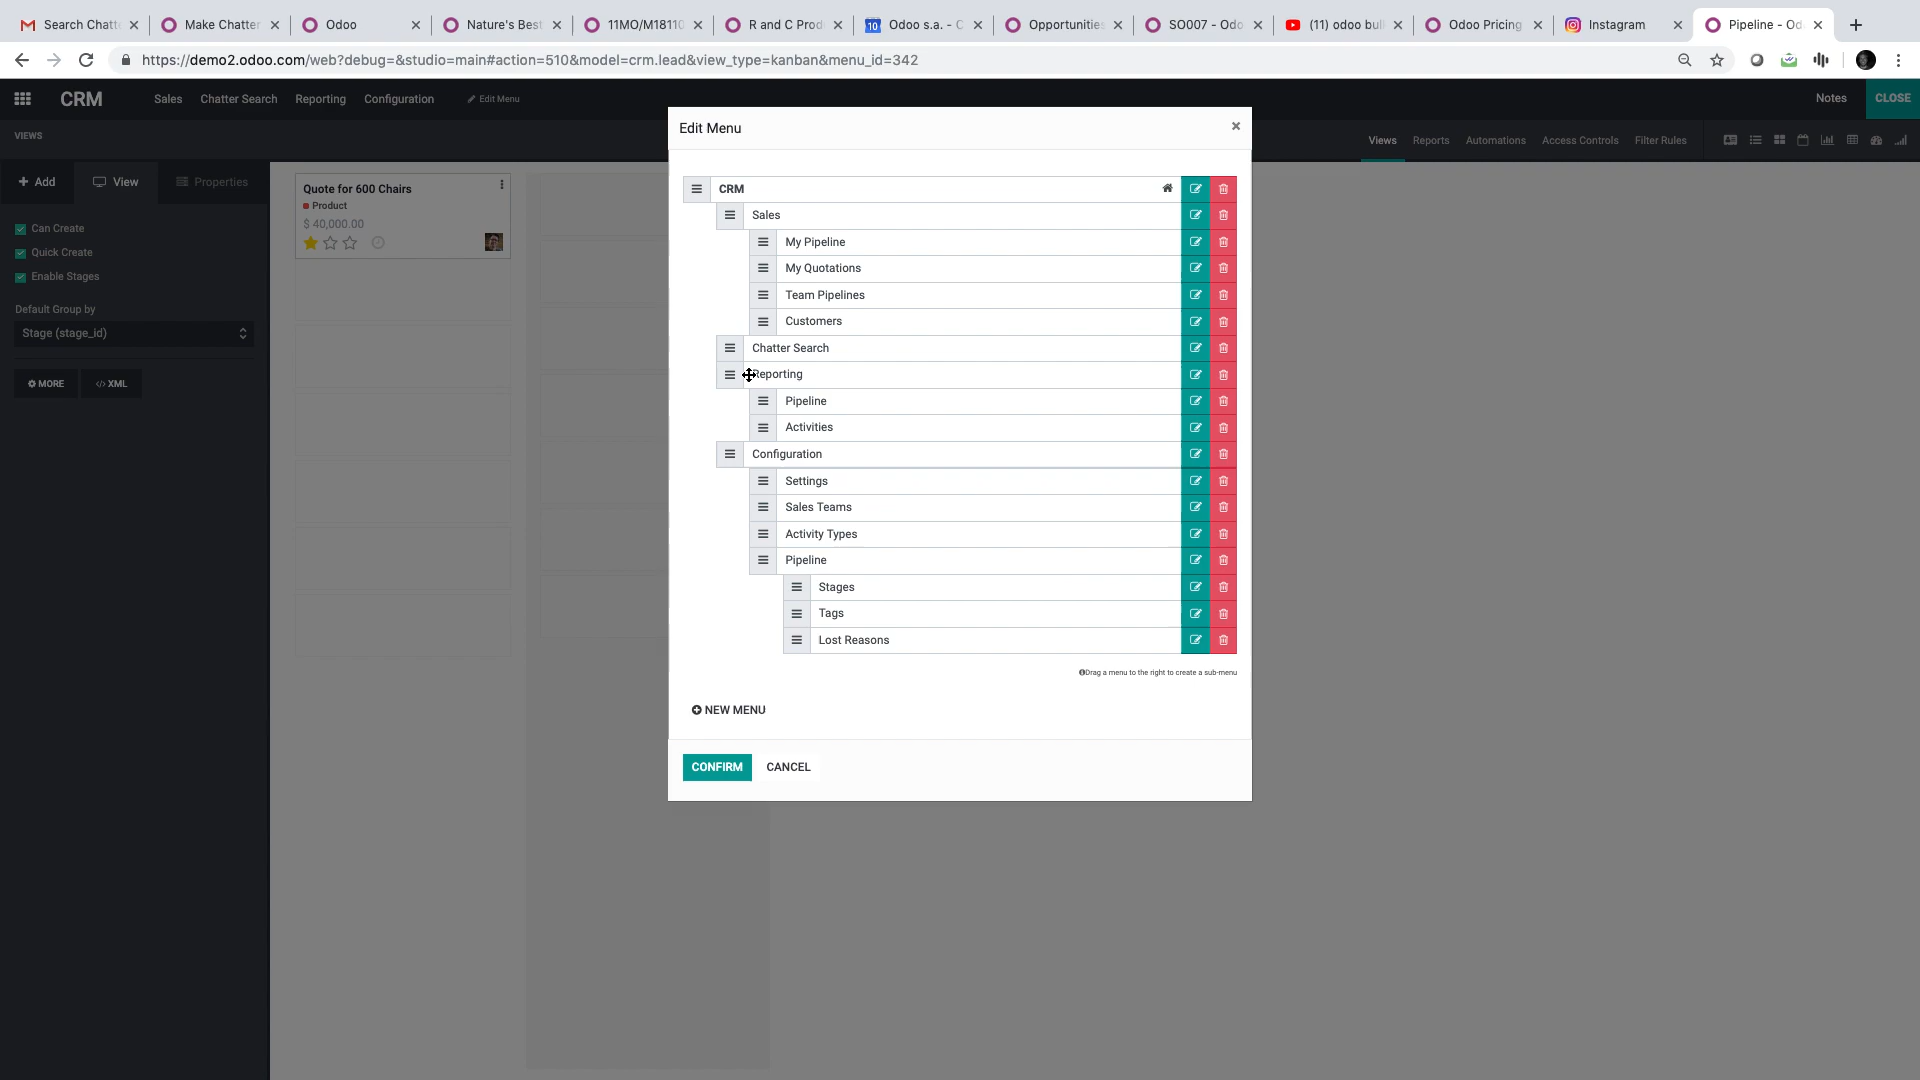 Search Chatte
Make Chatter
Odoo
Nature's Best
11MO/M18110
R and C Prod
10
Odoo s.a. - C
Opportunities
SO007 - Odo
(11) odoo bui
Odoo Pricing
Instagram
Pipeline - Od
https://demo2.odoo.com/web?debug=&studio=main#action=510&model=crm.lead&view_type=kanban&menu_id=342
CRM
Sales
Chatter Search
Reporting
Configuration
Edit Menu
Notes
CLOSE
VIEWS
Views
Reports
Automations
Access Controls
Filter Rules
Add
View
Properties
Can Create
Quick Create
Enable Stages
Default Group by
Stage (stage_id)
MORE
</> XML
Quote for 600 Chairs
Product
$ 40,000.00
Edit Menu
×
CRM
Sales
My Pipeline
My Quotations
Team Pipelines
Customers
Chatter Search
Reporting
Pipeline
Activities
Configuration
Settings
Sales Teams
Activity Types
Pipeline
Stages
Tags
Lost Reasons
Drag a menu to the right to create a sub-menu
NEW MENU
CONFIRM
CANCEL